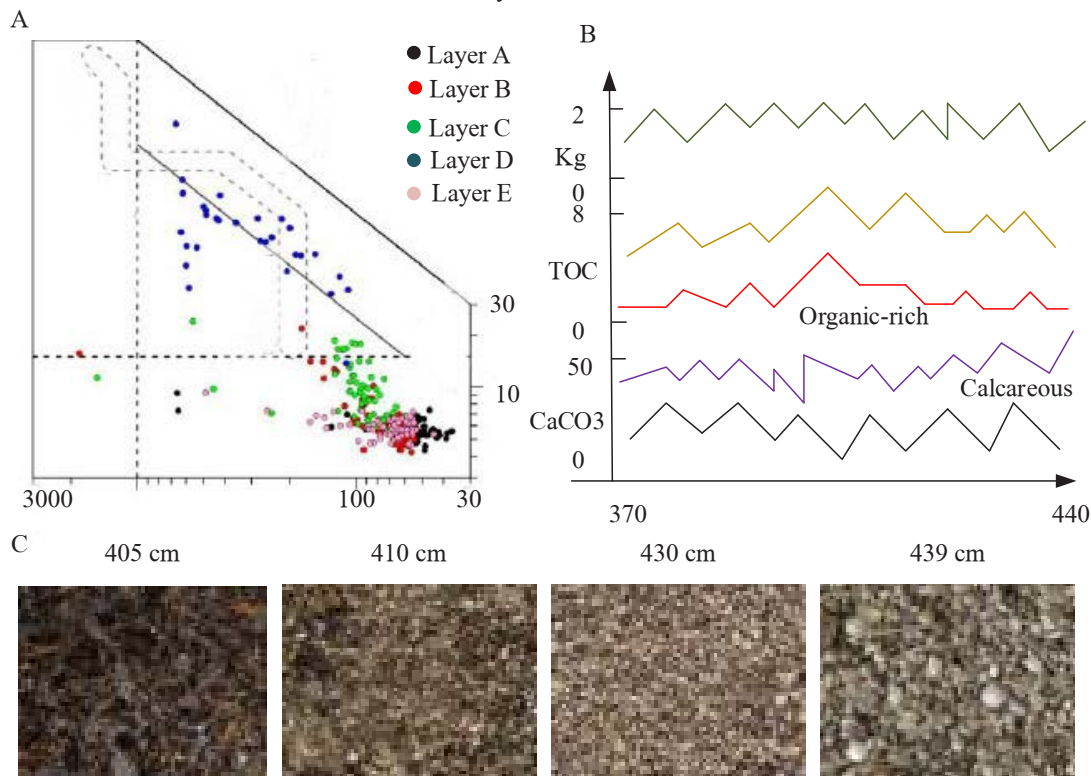 A
Layer A
Layer B
Layer C
Layer D
Layer E
30
10
3000
100
30
B
2
Kg
0
8
TOC
0
50
CaCO3
0
Organic-rich
Calcareous
370
440
C
405 cm
410 cm
430 cm
439 cm